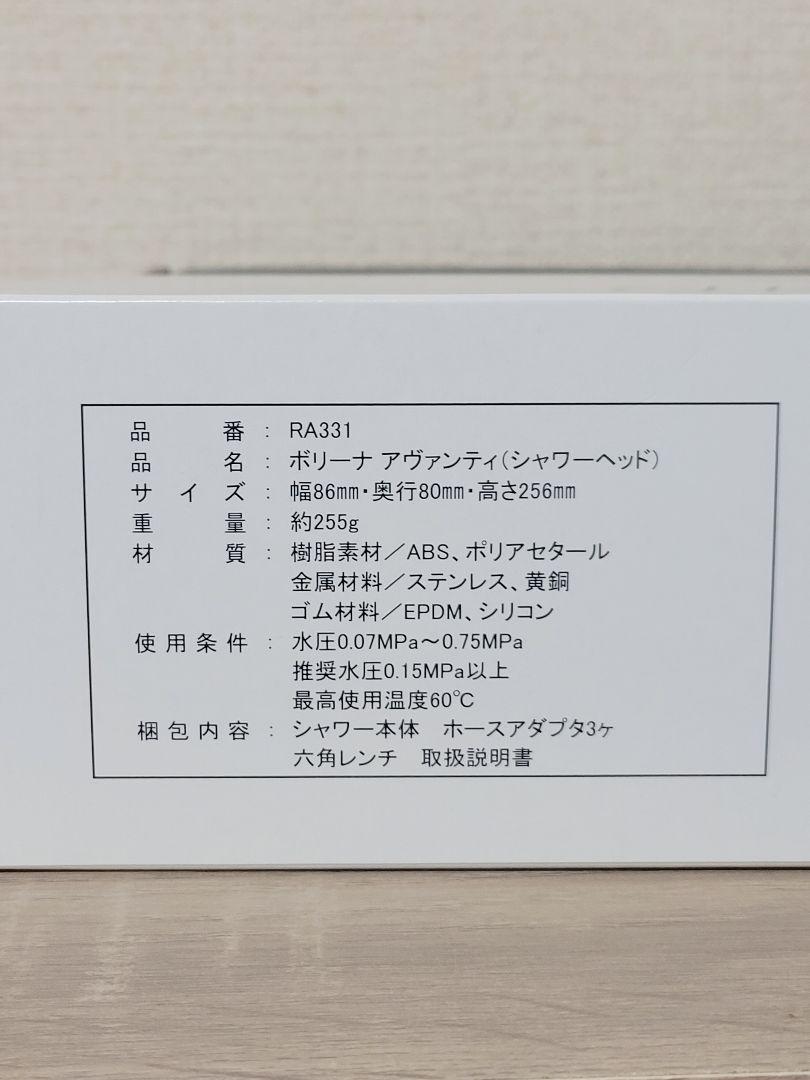 品番：RA331
品名：ボリーナ アヴァンティ(シャワーヘッド)
サイズ：幅86㎜・奥行80㎜・高さ256㎜
重量：約255g
材質：樹脂素材／ABS、ポリアセタール
金属材料／ステンレス、黄銅
ゴム材料／EPDM、シリコン
使用条件：水圧0.07MPa～0.75MPa
推奨水圧0.15MPa以上
最高使用温度60℃
梱包内容：シャワー本体　ホースアダプタ3ヶ
六角レンチ　取扱説明書